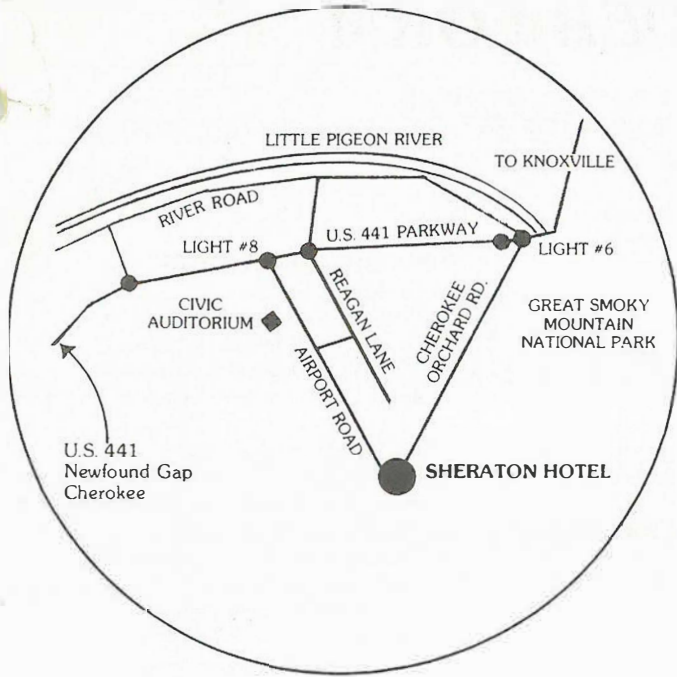 LITTLE PIGEON RIVER
TO KNOXVILLE
RIVER ROAD
U.S. 441 PARKWAY
LIGHT #8
LIGHT #6
CIVIC
AUDITORIUM
REAGAN LANE
CHEROKEE
ORCHARD RD.
GREAT SMOKY
MOUNTAIN
NATIONAL PARK
AIRPORT ROAD
U.S. 441
Newfound Gap
Cherokee
SHERATON HOTEL